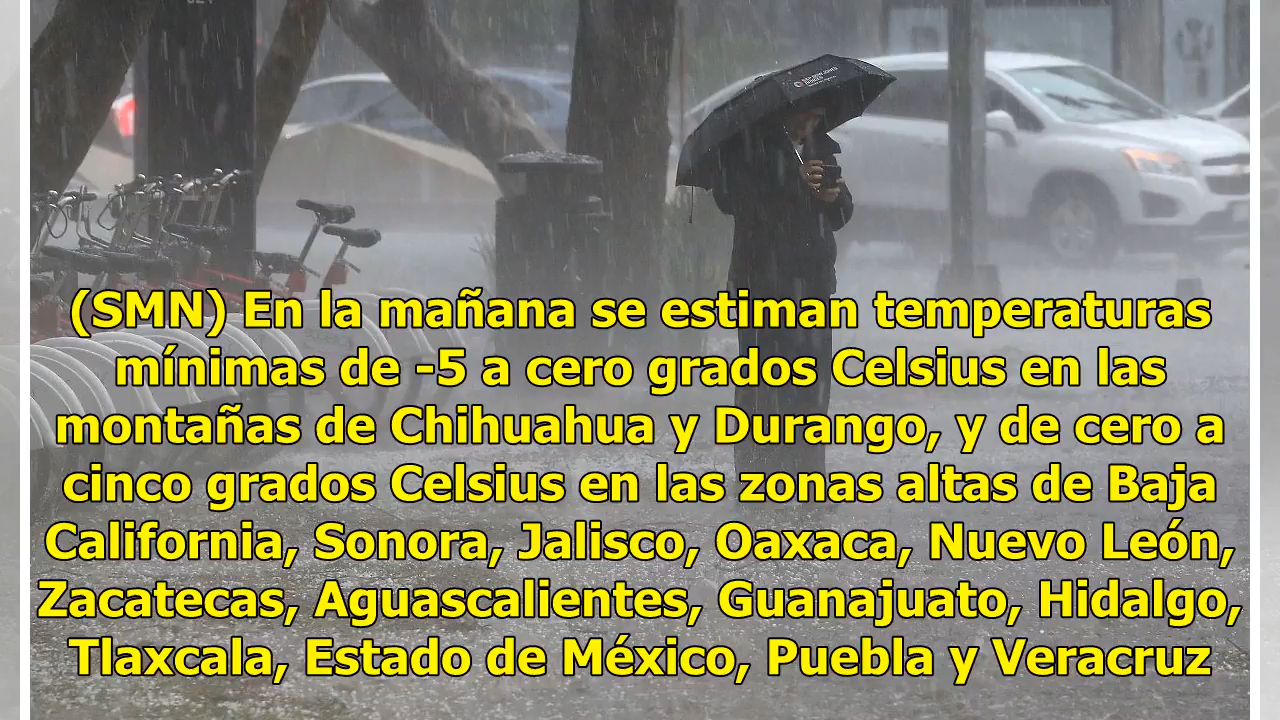 (SMN) En la mañana se estiman temperaturas
mínimas de -5 a cero grados Celsius en las
montañas de Chihuahua y Durango, y de cero a
cinco grados Celsius en las zonas altas de Baja
California, Sonora, Jalisco, Oaxaca, Nuevo León,
Zacatecas, Aguascalientes, Guanajuato, Hidalgo,
Tlaxcala, Estado de México, Puebla y Veracruz